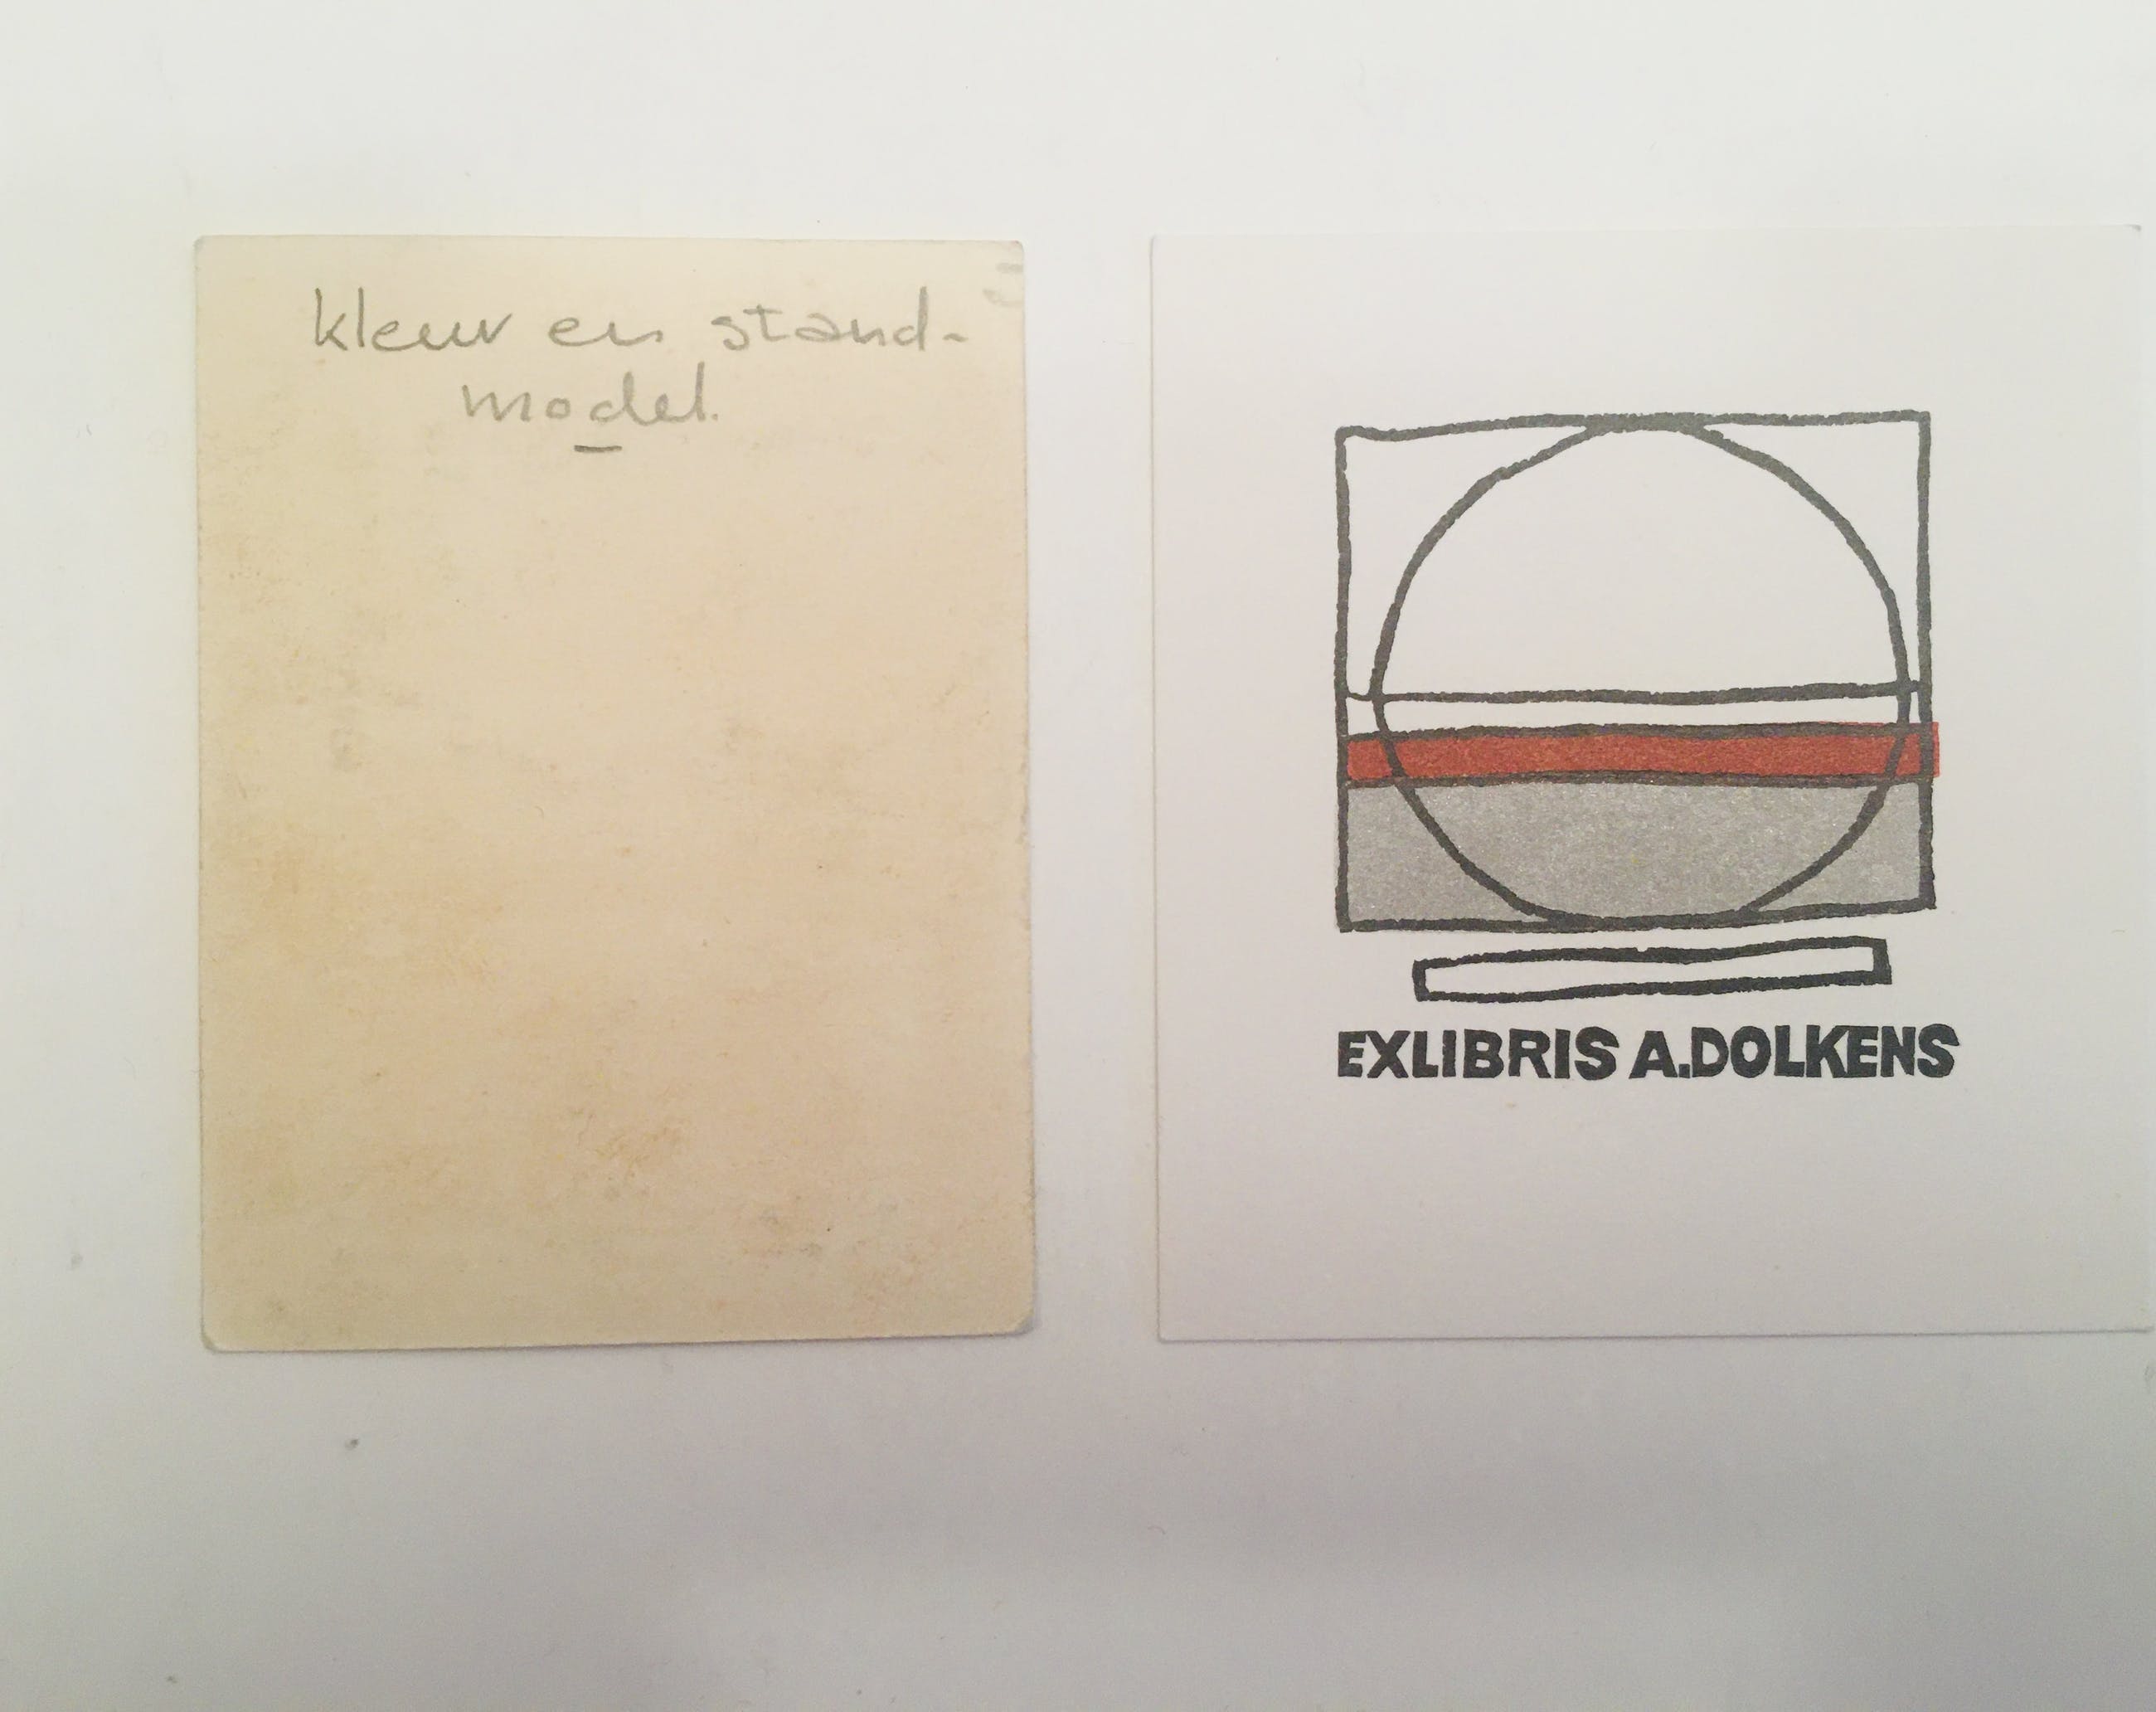 kleur en stand-
model.
EXLIBRIS A.DOLKENS